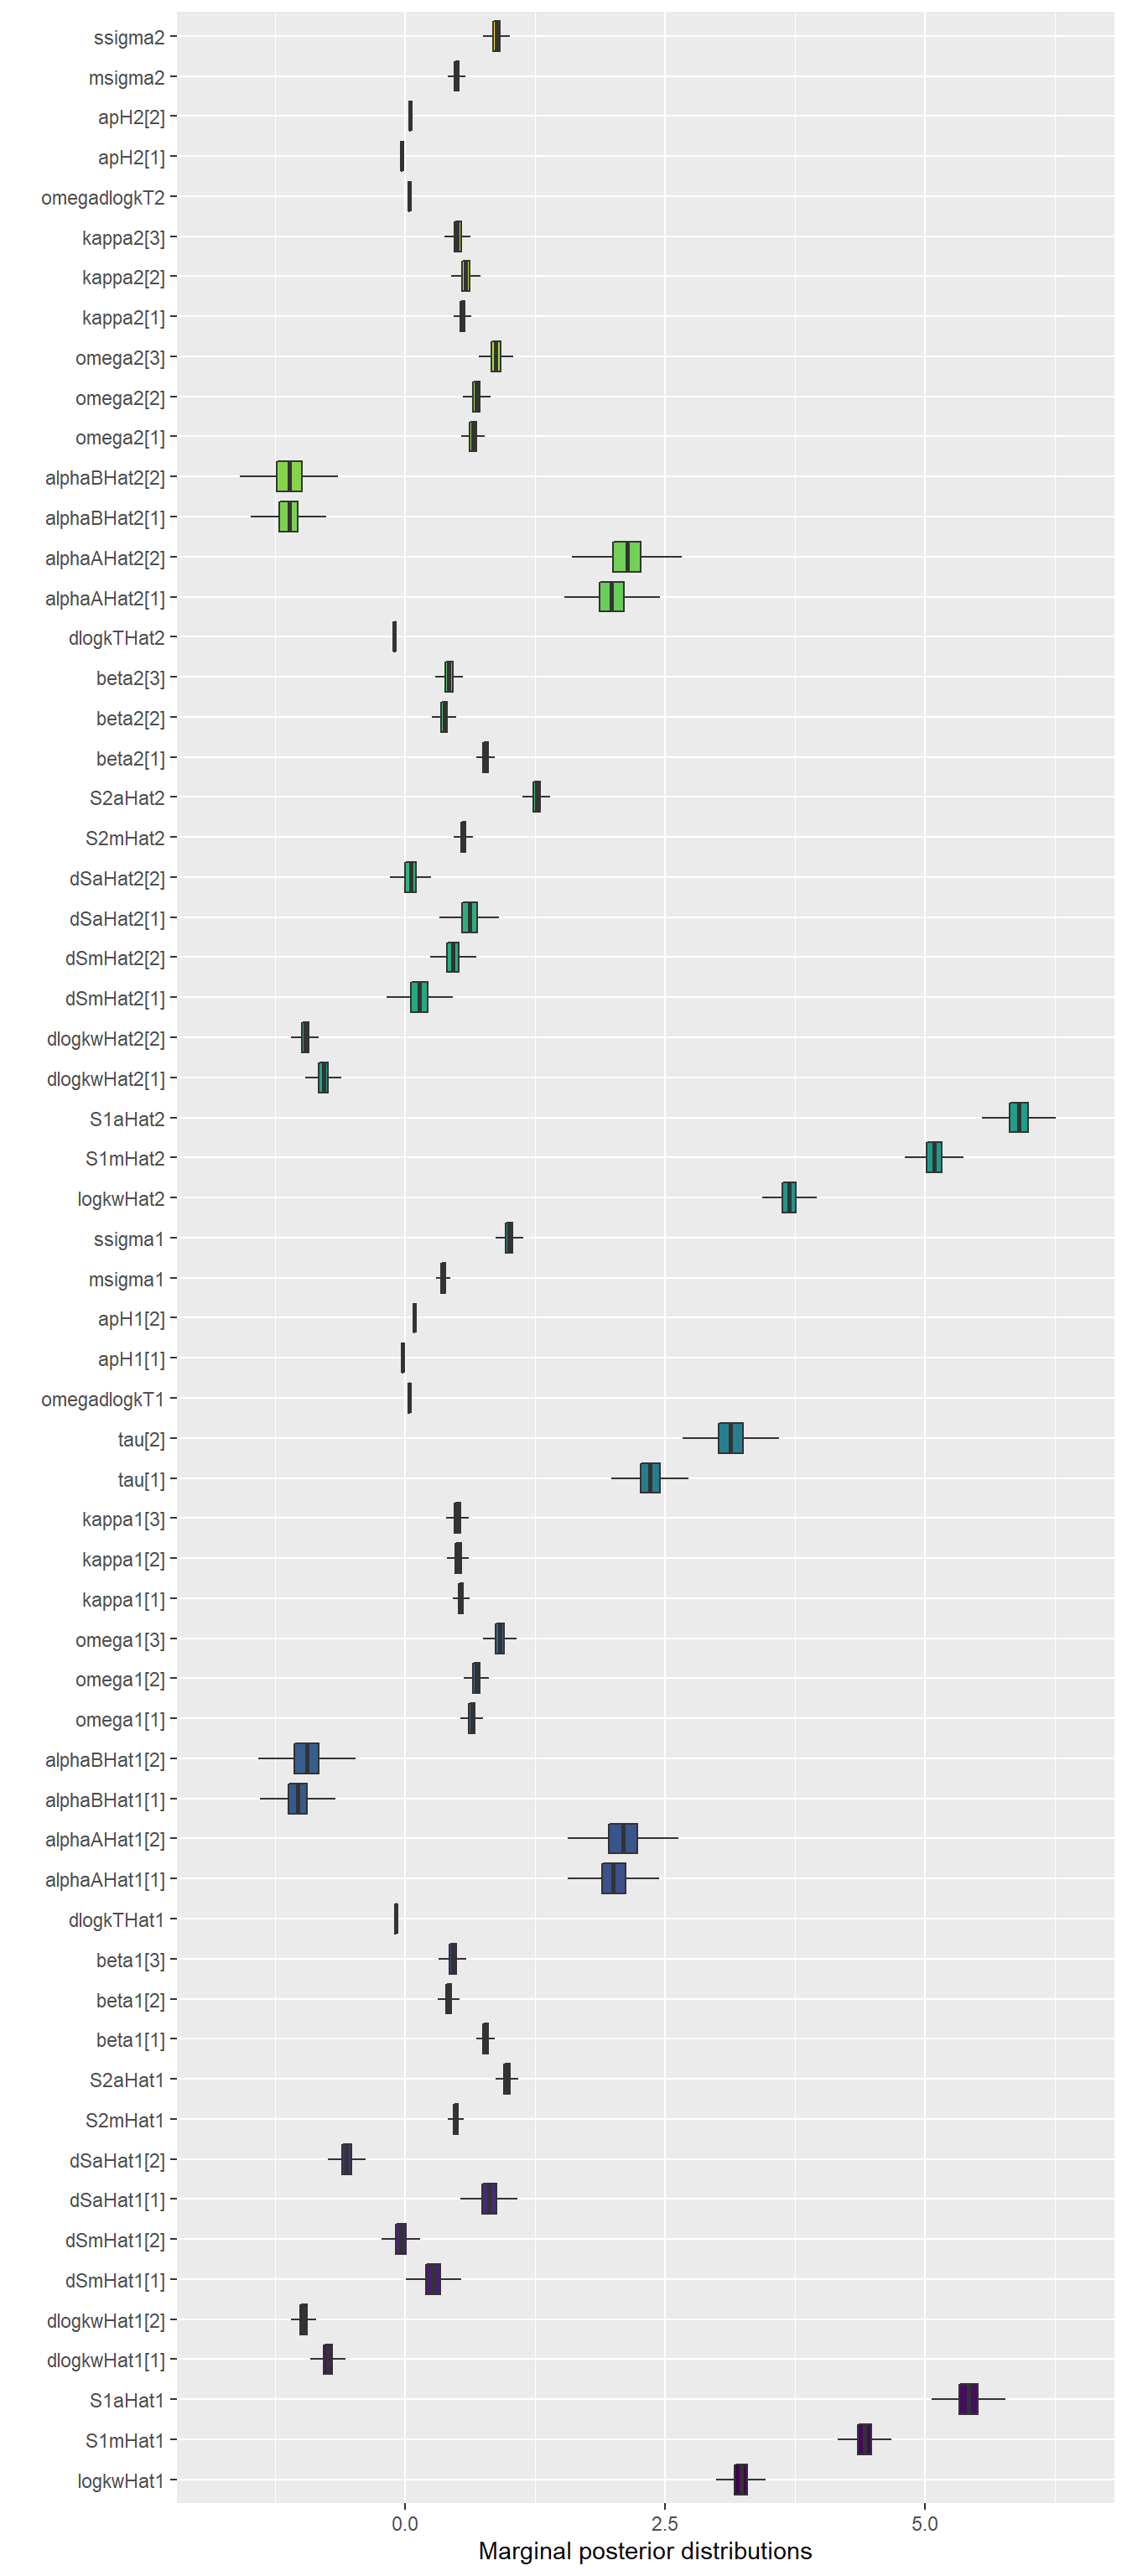 ssigma2
msigma2
apH2[2]
apH2[1]
omegadlogkT2
kappa2[3]
kappa2[2]
kappa2[1]
omega2[3]
omega2[2]
omega2[1]
alphaBHat2[2]
alphaBHat2[1]
alphaAHat2[2]
alphaAHat2[1]
dlogkTHat2
beta2[3]
beta2[2]
beta2[1]
S2aHat2
S2mHat2
dSaHat2[2]
dSaHat2[1]
dSmHat2[2]
dSmHat2[1]
dlogkwHat2[2]
dlogkwHat2[1]
S1aHat2
S1mHat2
logkwHat2
ssigma1
msigma1
apH1[2]
apH1[1]
omegadlogkT1
tau[2]
tau[1]
kappa1[3]
kappa1[2]
kappa1[1]
omega1[3]
omega1[2]
omega1[1]
alphaBHat1[2]
alphaBHat1[1]
alphaAHat1[2]
alphaAHat1[1]
dlogkTHat1
beta1[3]
beta1[2]
beta1[1]
S2aHat1
S2mHat1
dSaHat1[2]
dSaHat1[1]
dSmHat1[2]
dSmHat1[1]
dlogkwHat1[2]
dlogkwHat1[1]
S1aHat1
S1mHat1
logkwHat1
0.0 2.5 5.0
Marginal posterior distributions